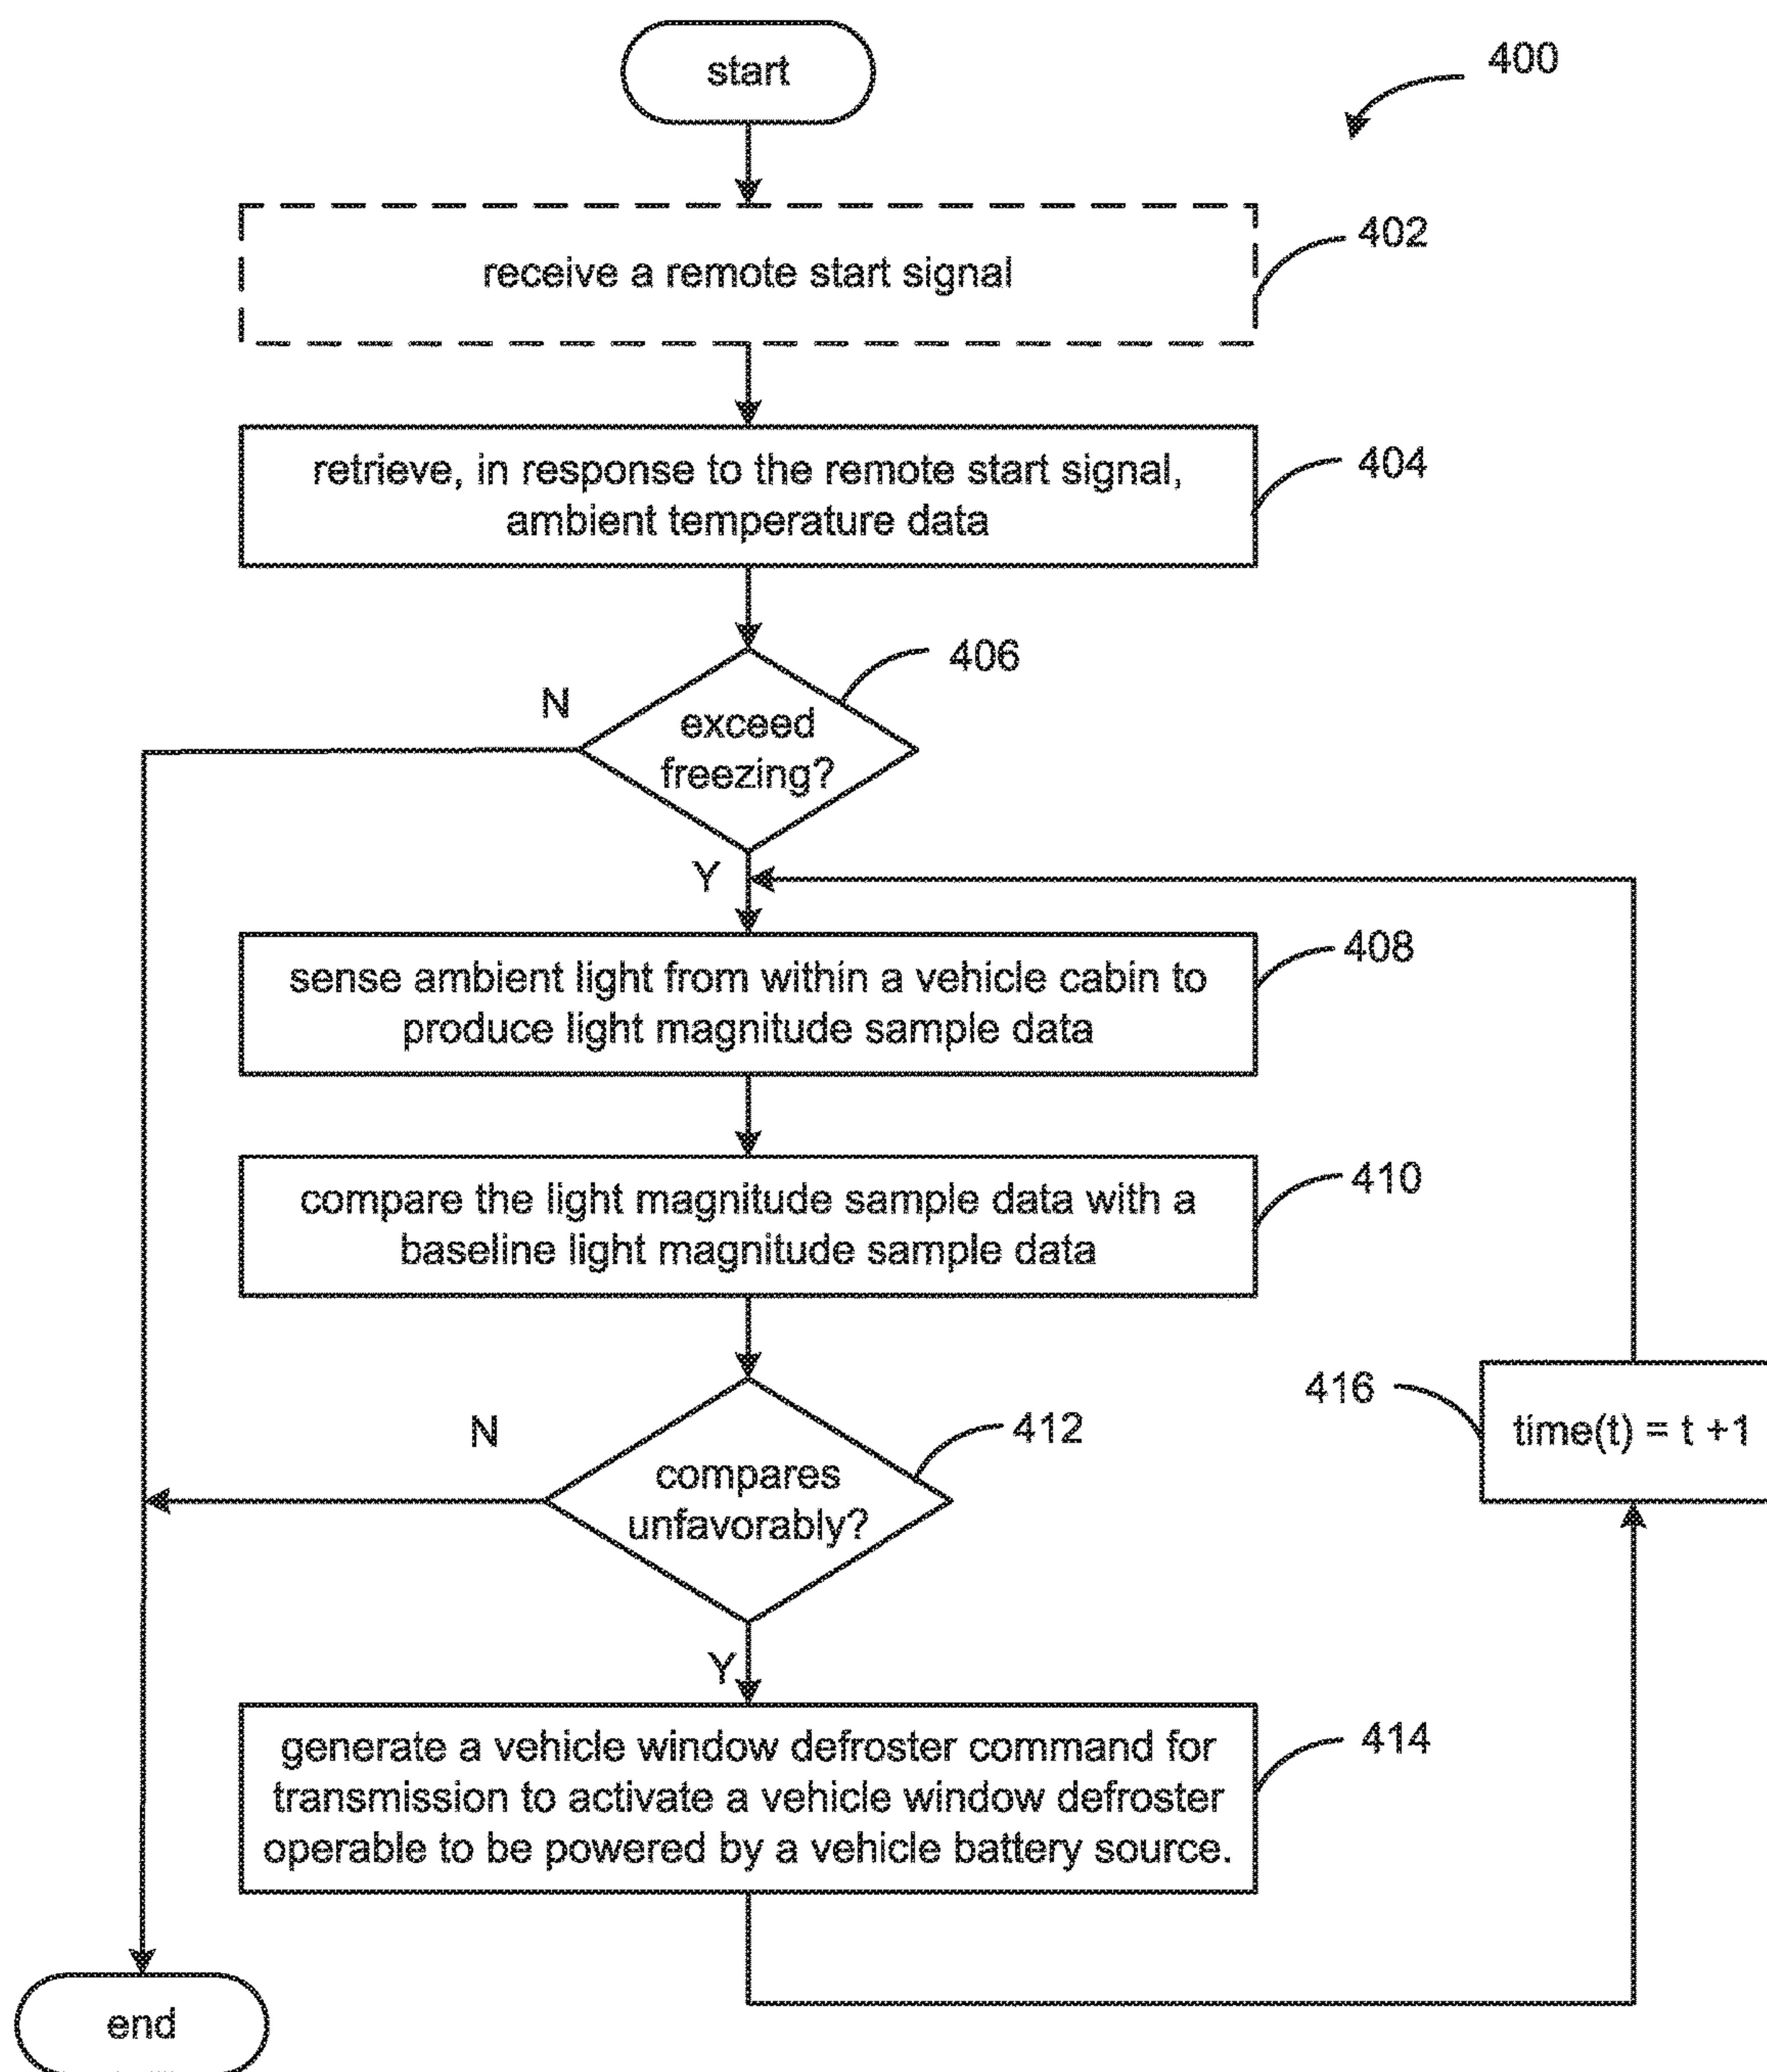 start
400
receive a remote start signal
402
retrieve, in response to the remote start signal,
ambient temperature data
404
406
N
exceed
freezing?
Y
sense ambient light from within a vehicle cabin to
produce light magnitude sample data
408
compare the light magnitude sample data with a
baseline light magnitude sample data
410
N
compares
unfavorably?
412
416
time(t) = t +1
Y
generate a vehicle window defroster command for
transmission to activate a vehicle window defroster
operable to be powered by a vehicle battery source.
414
end